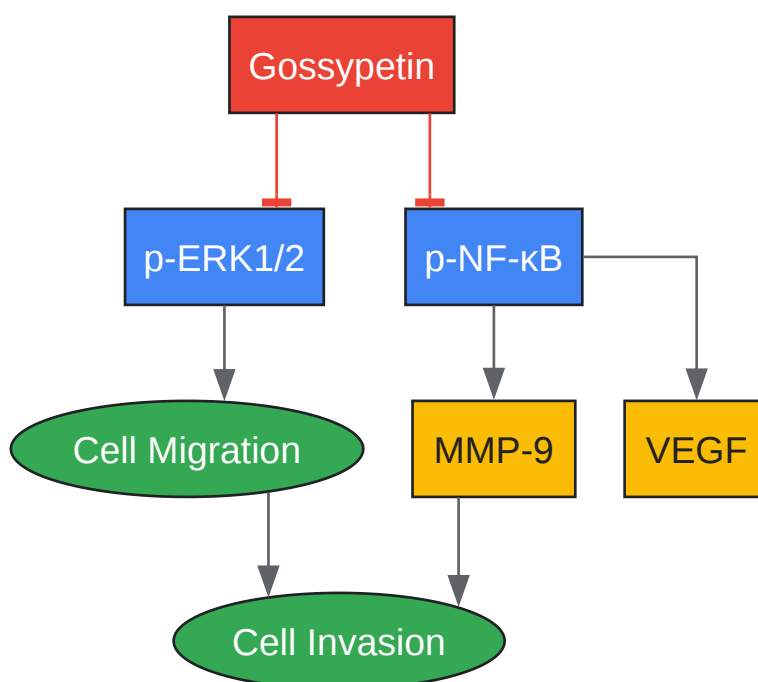 Gossypetin
p-ERK1/2
p-NF-κB
Cell Migration
MMP-9
VEGF
Cell Invasion